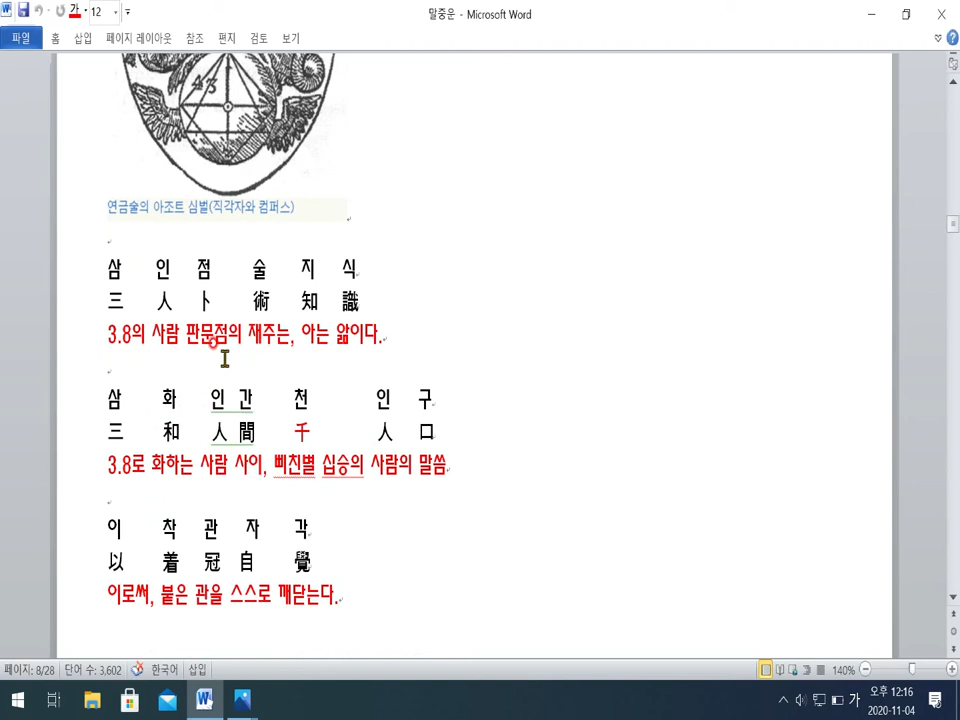 가 12 말중운 - Microsoft Word
파일 홈 삽입 페이지 레이아웃 참조 편지 검토 보기
43
연금술의 아조트 심벌(직각자와 컴퍼스)
삼 인 점 술 지 식
三 人 卜 術 知 識
3.8의 사람 판문점의 재주는, 아는 앎이다.
삼 화 인 간 천 인 구
三 和 人 間 千 人 口
3.8로 화하는 사람 사이, 삐친별 십승의 사람의 말씀
이 착 관 자 각
以 着 冠 自 覺
이로써, 붙은 관을 스스로 깨닫는다.
페이지: 8/28 단어 수: 3,602 한국어 삽입 140%
가 오후 12:16
2020-11-04